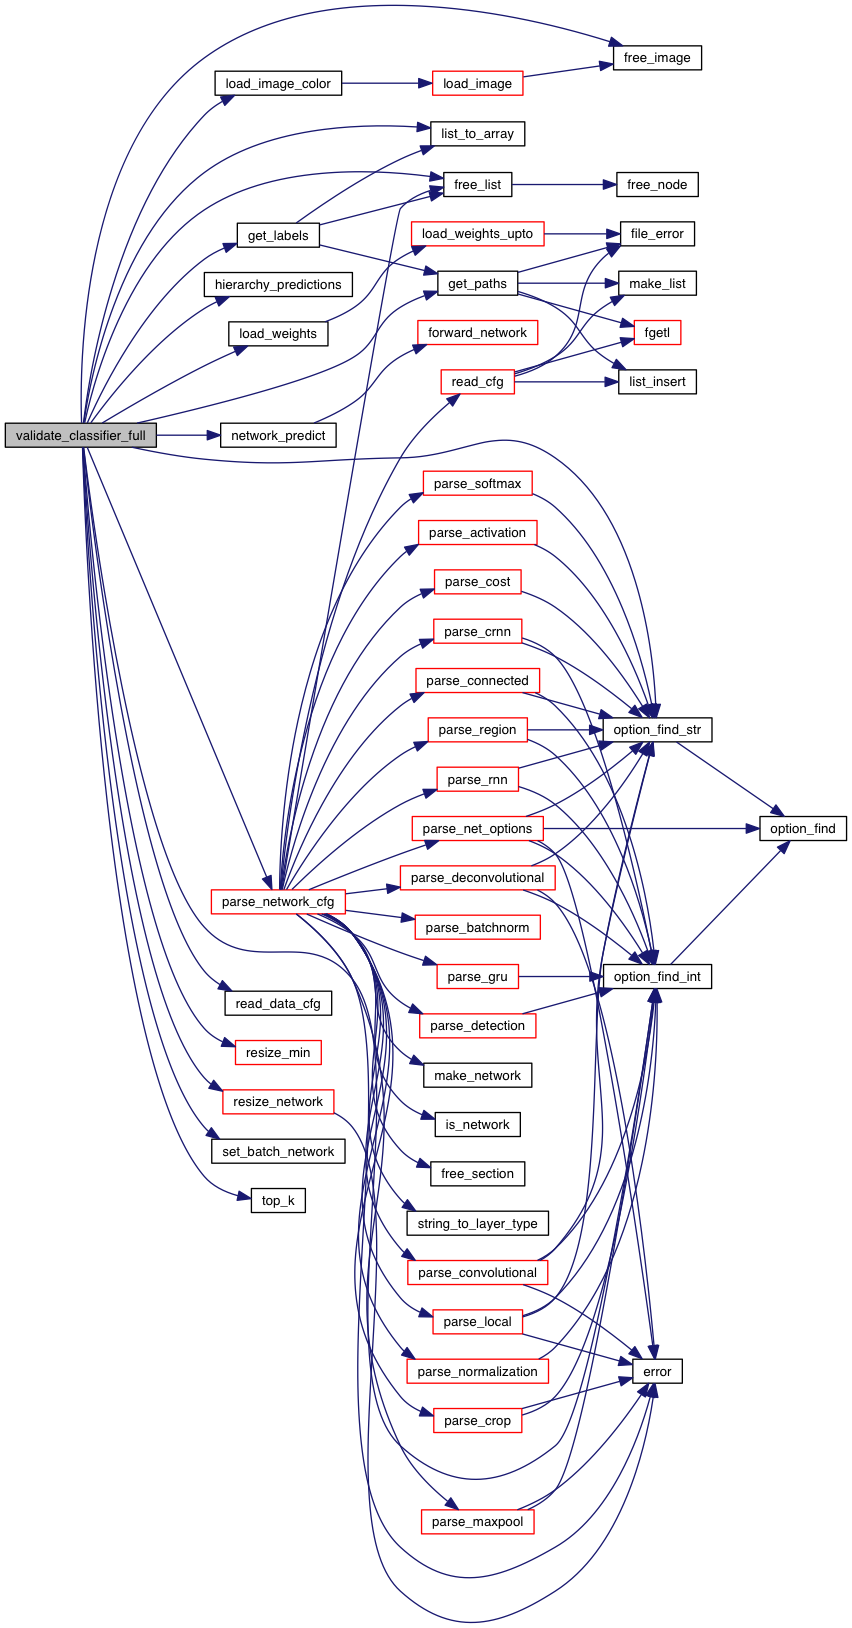 free_image
load_image_color
load_image
list_to_array
free_list
free_node
load_weights_upto
file_error
get_labels
hierarchy_predictions
get_paths
make_list
load_weights
forward_network
fgetl
read_cfg
list_insert
validate_classifier_full
network_predict
parse_softmax
parse_activation
parse_cost
parse_crnn
parse_connected
parse_region
option_find_str
parse_rnn
parse_net_options
option_find
parse_deconvolutional
parse_network_cfg
parse_batchnorm
parse_gru
option_find_int
read_data_cfg
parse_detection
resize_min
make_network
resize_network
is_network
set_batch_network
free_section
top_k
string_to_layer_type
parse_convolutional
parse_local
parse_normalization
error
parse_crop
parse_maxpool